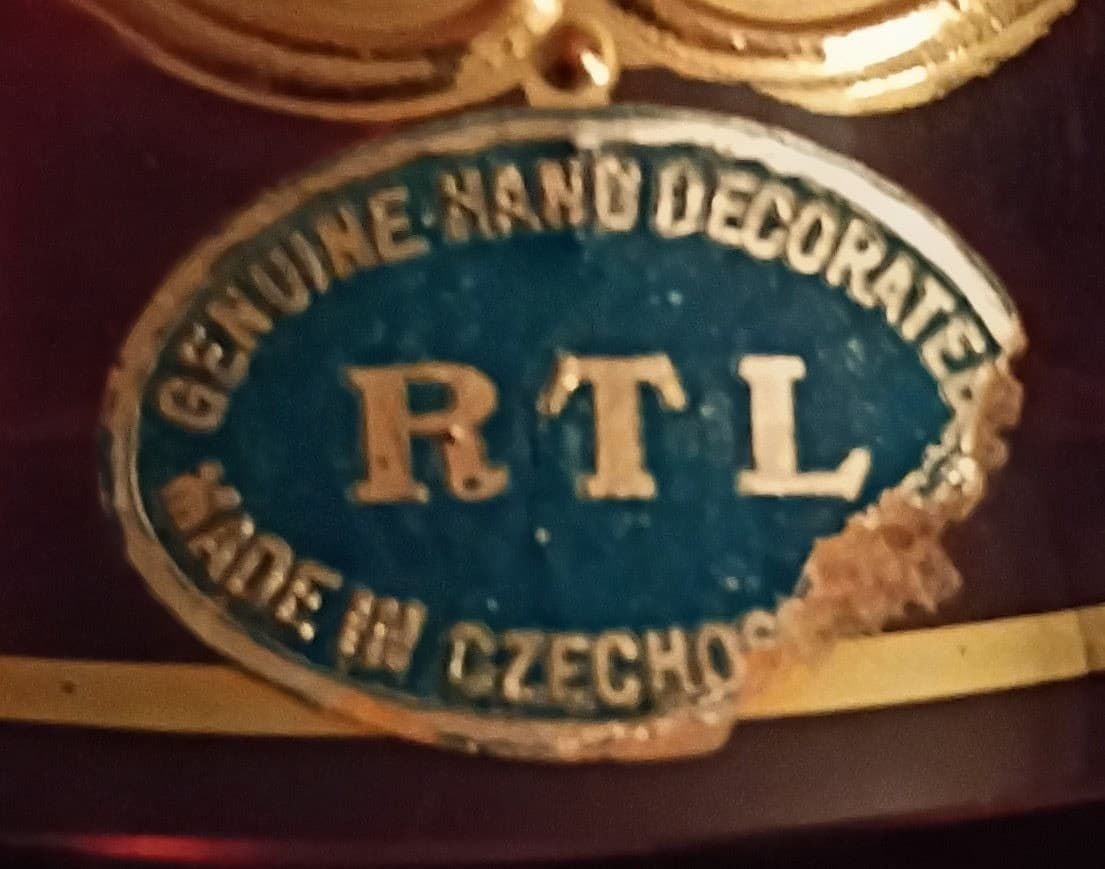 GENUINE HAND DECORATED
RTL
MADE IN CZECHOS